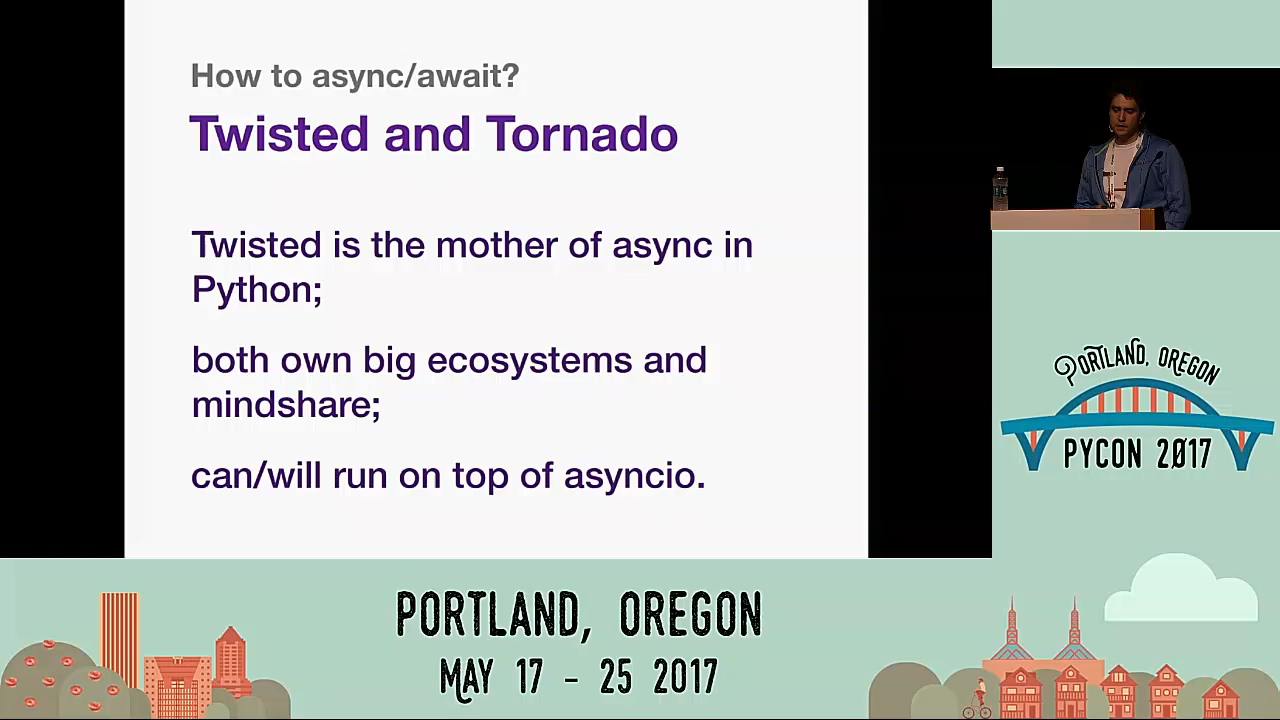 How to async/await?
Twisted and Tornado
Twisted is the mother of async in
Python;
both own big ecosystems and
mindshare;
can/will run on top of asyncio.
PORTLAND, OREGON
PYCON 2017
PORTLAND, OREGON
MAY 17 - 25 2017